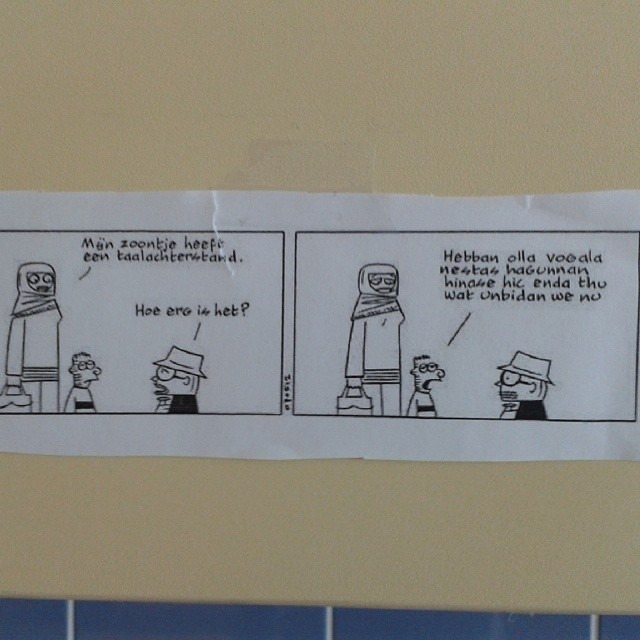 Mijn zoontje heeft
een taalachterstand.
Hoe erg is het?
Hebban olla vogala
nestas hagunnan
hinase hic enda thu
wat unbidan we nu